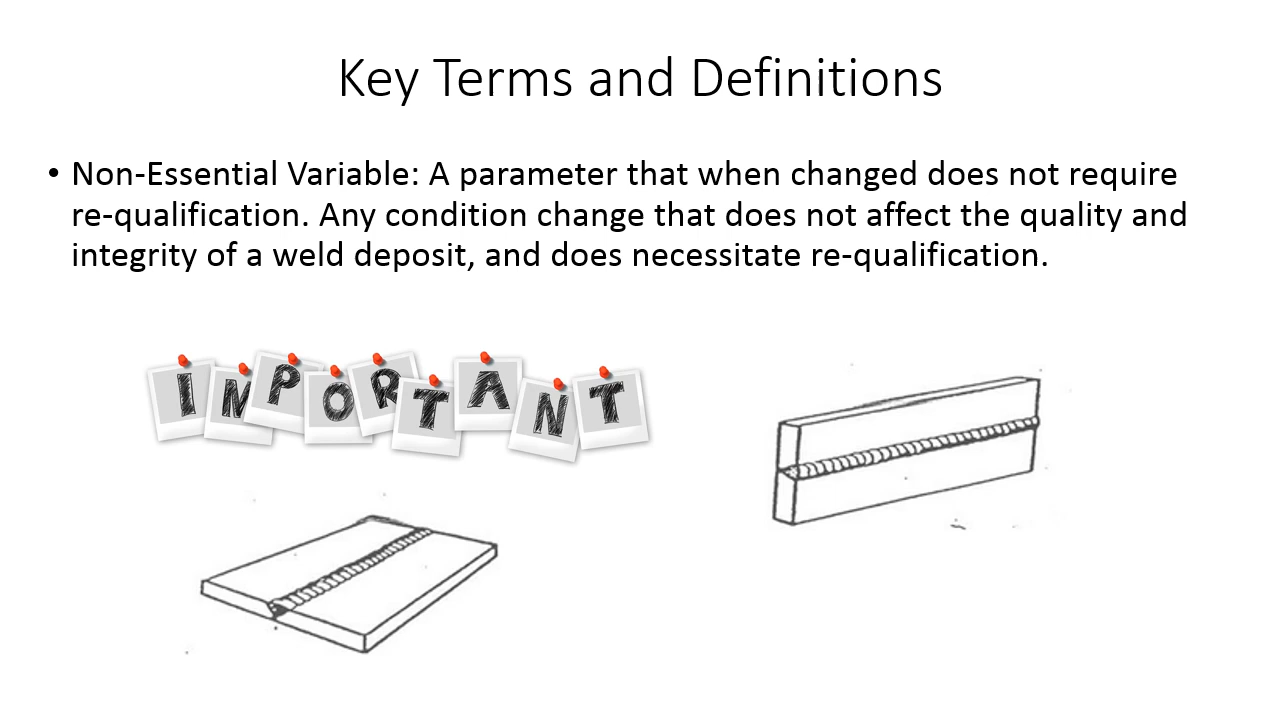 Key Terms and Definitions
• Non-Essential Variable: A parameter that when changed does not require
re-qualification. Any condition change that does not affect the quality and
integrity of a weld deposit, and does necessitate re-qualification.
IMPORTANT